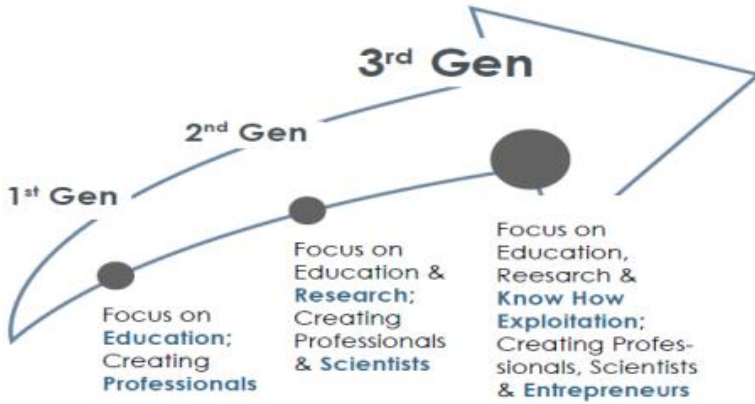 3rd Gen
2nd Gen
1st Gen
Focus on
Education;
Creating
Professionals
Focus on
Education &
Research;
Creating
Professionals
& Scientists
Focus on
Education,
Reesarch &
Know How
Exploitation;
Creating Profes-
sionals, Scientists
& Entrepreneurs